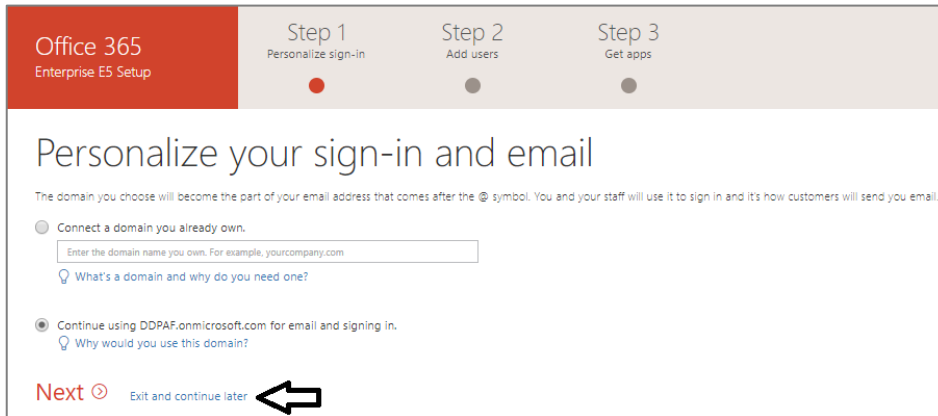 Office 365
Enterprise E5 Setup
Step 1
Personalize sign-in
Step 2
Add users
Step 3
Get apps
Personalize your sign-in and email
The domain you choose will become the part of your email address that comes after the @ symbol. You and your staff will use it to sign in and it's how customers will send you email.
Connect a domain you already own.
Enter the domain name you own. For example, yourcompany.com
What's a domain and why do you need one?
Continue using DDPAF.onmicrosoft.com for email and signing in.
Why would you use this domain?
Next
Exit and continue later